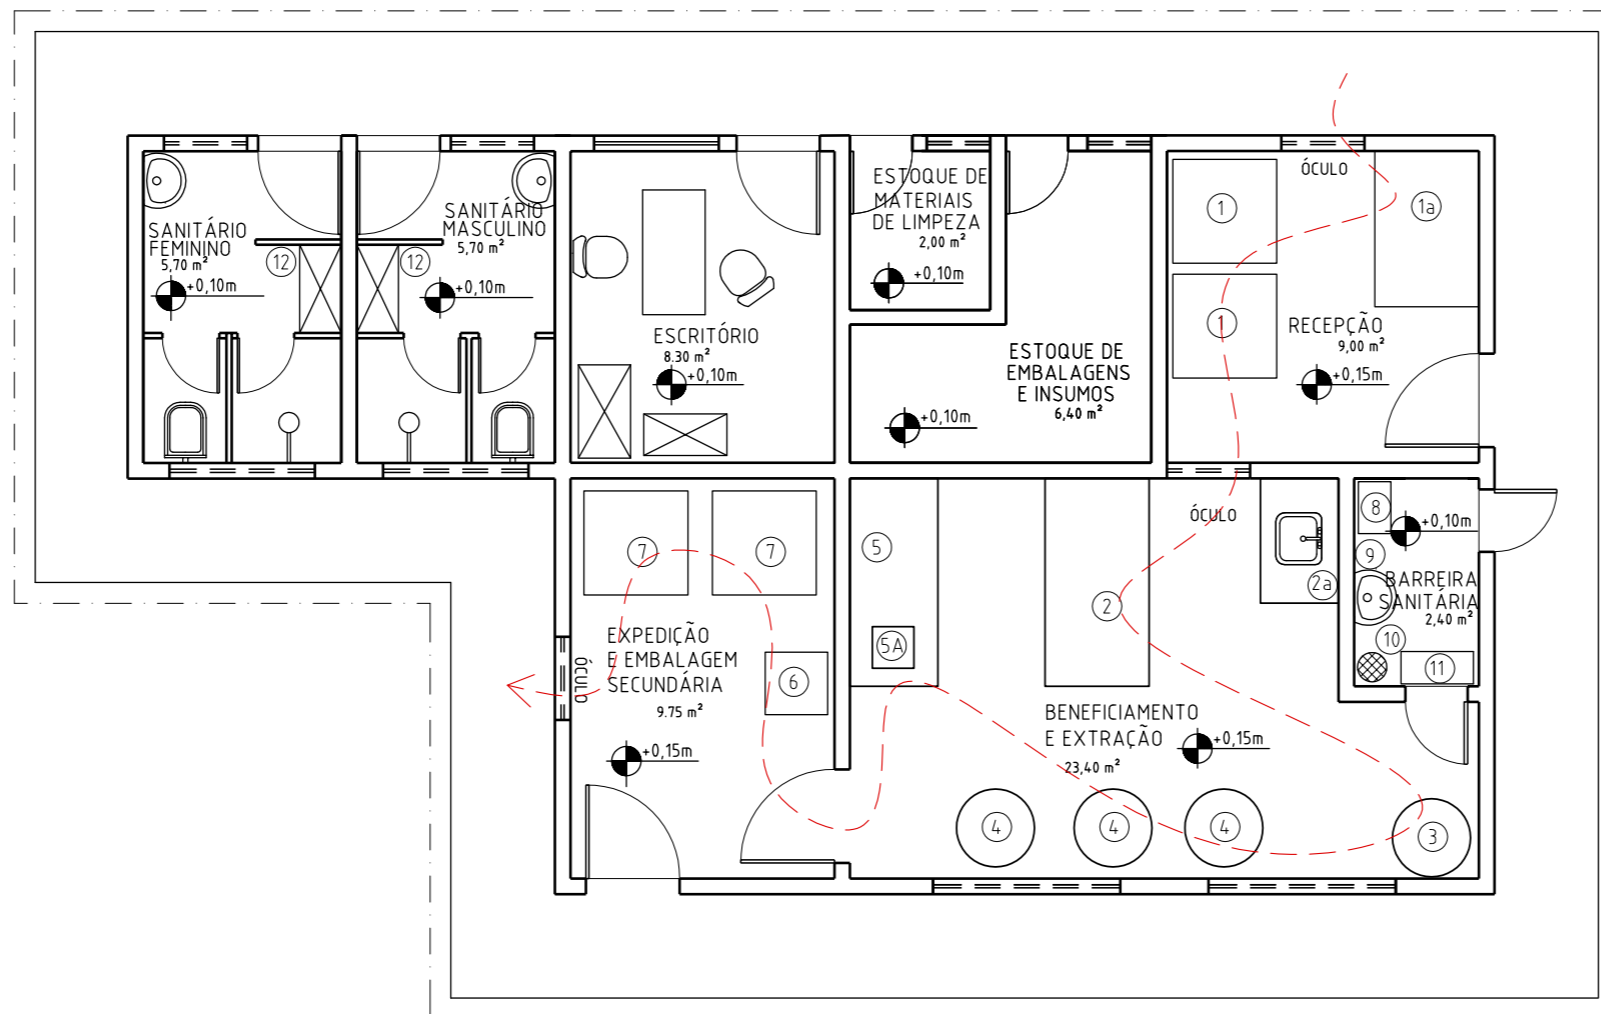 SANITÁRIO
FEMININO
5,70 m²
+0,10m
12
SANITÁRIO
MASCULINO
5,70 m²
+0,10m
12
ESCRITÓRIO
8.30 m²
+0,10m
ESTOQUE DE
MATERIAIS
DE LIMPEZA
2,00 m²
+0,10m
ESTOQUE DE
EMBALAGENS
E INSUMOS
6,40 m²
+0,10m
ÓCULO
1
1a
1
RECEPÇÃO
9,00 m²
+0,15m
7
7
EXPEDIÇÃO
E EMBALAGEM
SECUNDÁRIA
9.75 m²
ÓCULO
6
+0,15m
5
5A
2
ÓCULO
2a
BENEFICIAMENTO
E EXTRAÇÃO
23,40 m²
+0,15m
4
4
4
3
8
+0,10m
9
BARREIRA
SANITÁRIA
2,40 m²
10
11